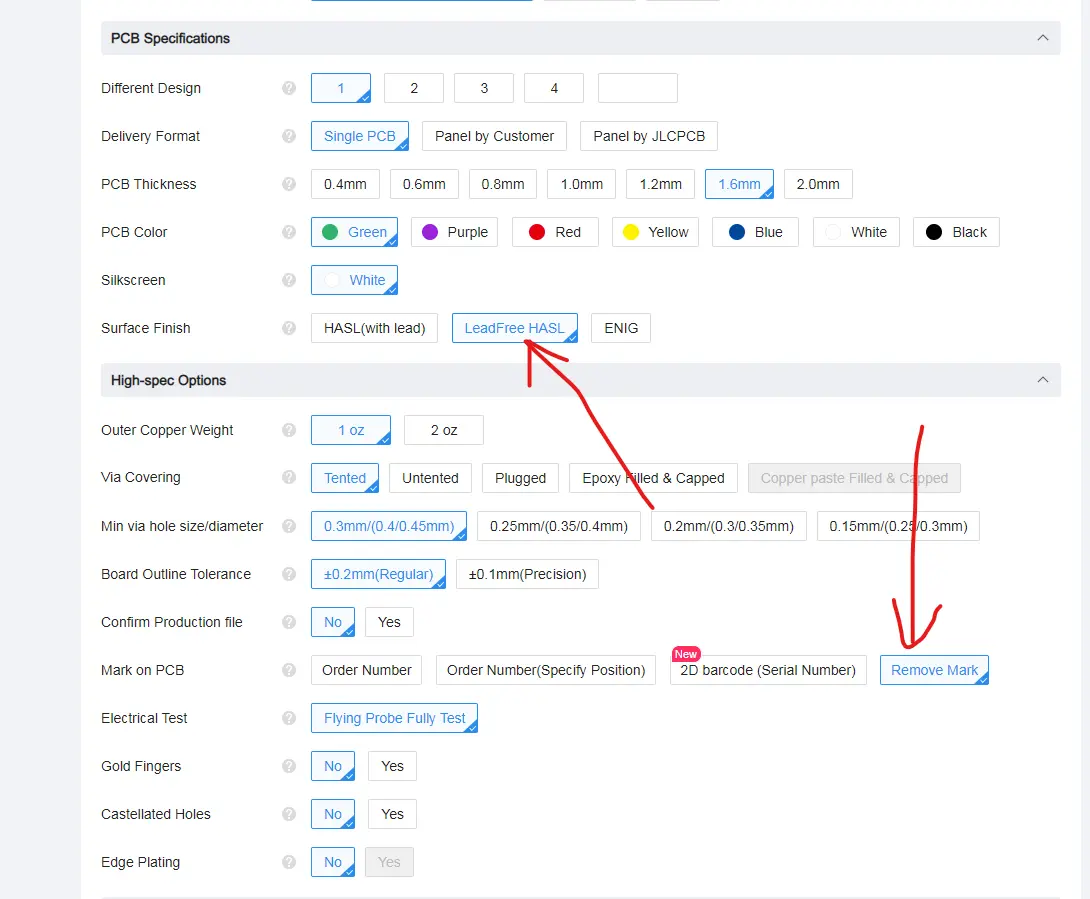 PCB Specifications
Different Design 1 2 3 4
Delivery Format Single PCB Panel by Customer Panel by JLCPCB
PCB Thickness 0.4mm 0.6mm 0.8mm 1.0mm 1.2mm 1.6mm 2.0mm
PCB Color Green Purple Red Yellow Blue White Black
Silkscreen White
Surface Finish HASL(with lead) LeadFree HASL ENIG
High-spec Options
Outer Copper Weight 1 oz 2 oz
Via Covering Tented Untented Plugged Epoxy Filled & Capped Copper paste Filled & Capped
Min via hole size/diameter 0.3mm/(0.4/0.45mm) 0.25mm/(0.35/0.4mm) 0.2mm/(0.3/0.35mm) 0.15mm/(0.25/0.3mm)
Board Outline Tolerance ±0.2mm(Regular) ±0.1mm(Precision)
Confirm Production file No Yes
New
Mark on PCB Order Number Order Number(Specify Position) 2D barcode (Serial Number) Remove Mark
Electrical Test Flying Probe Fully Test
Gold Fingers No Yes
Castellated Holes No Yes
Edge Plating No Yes